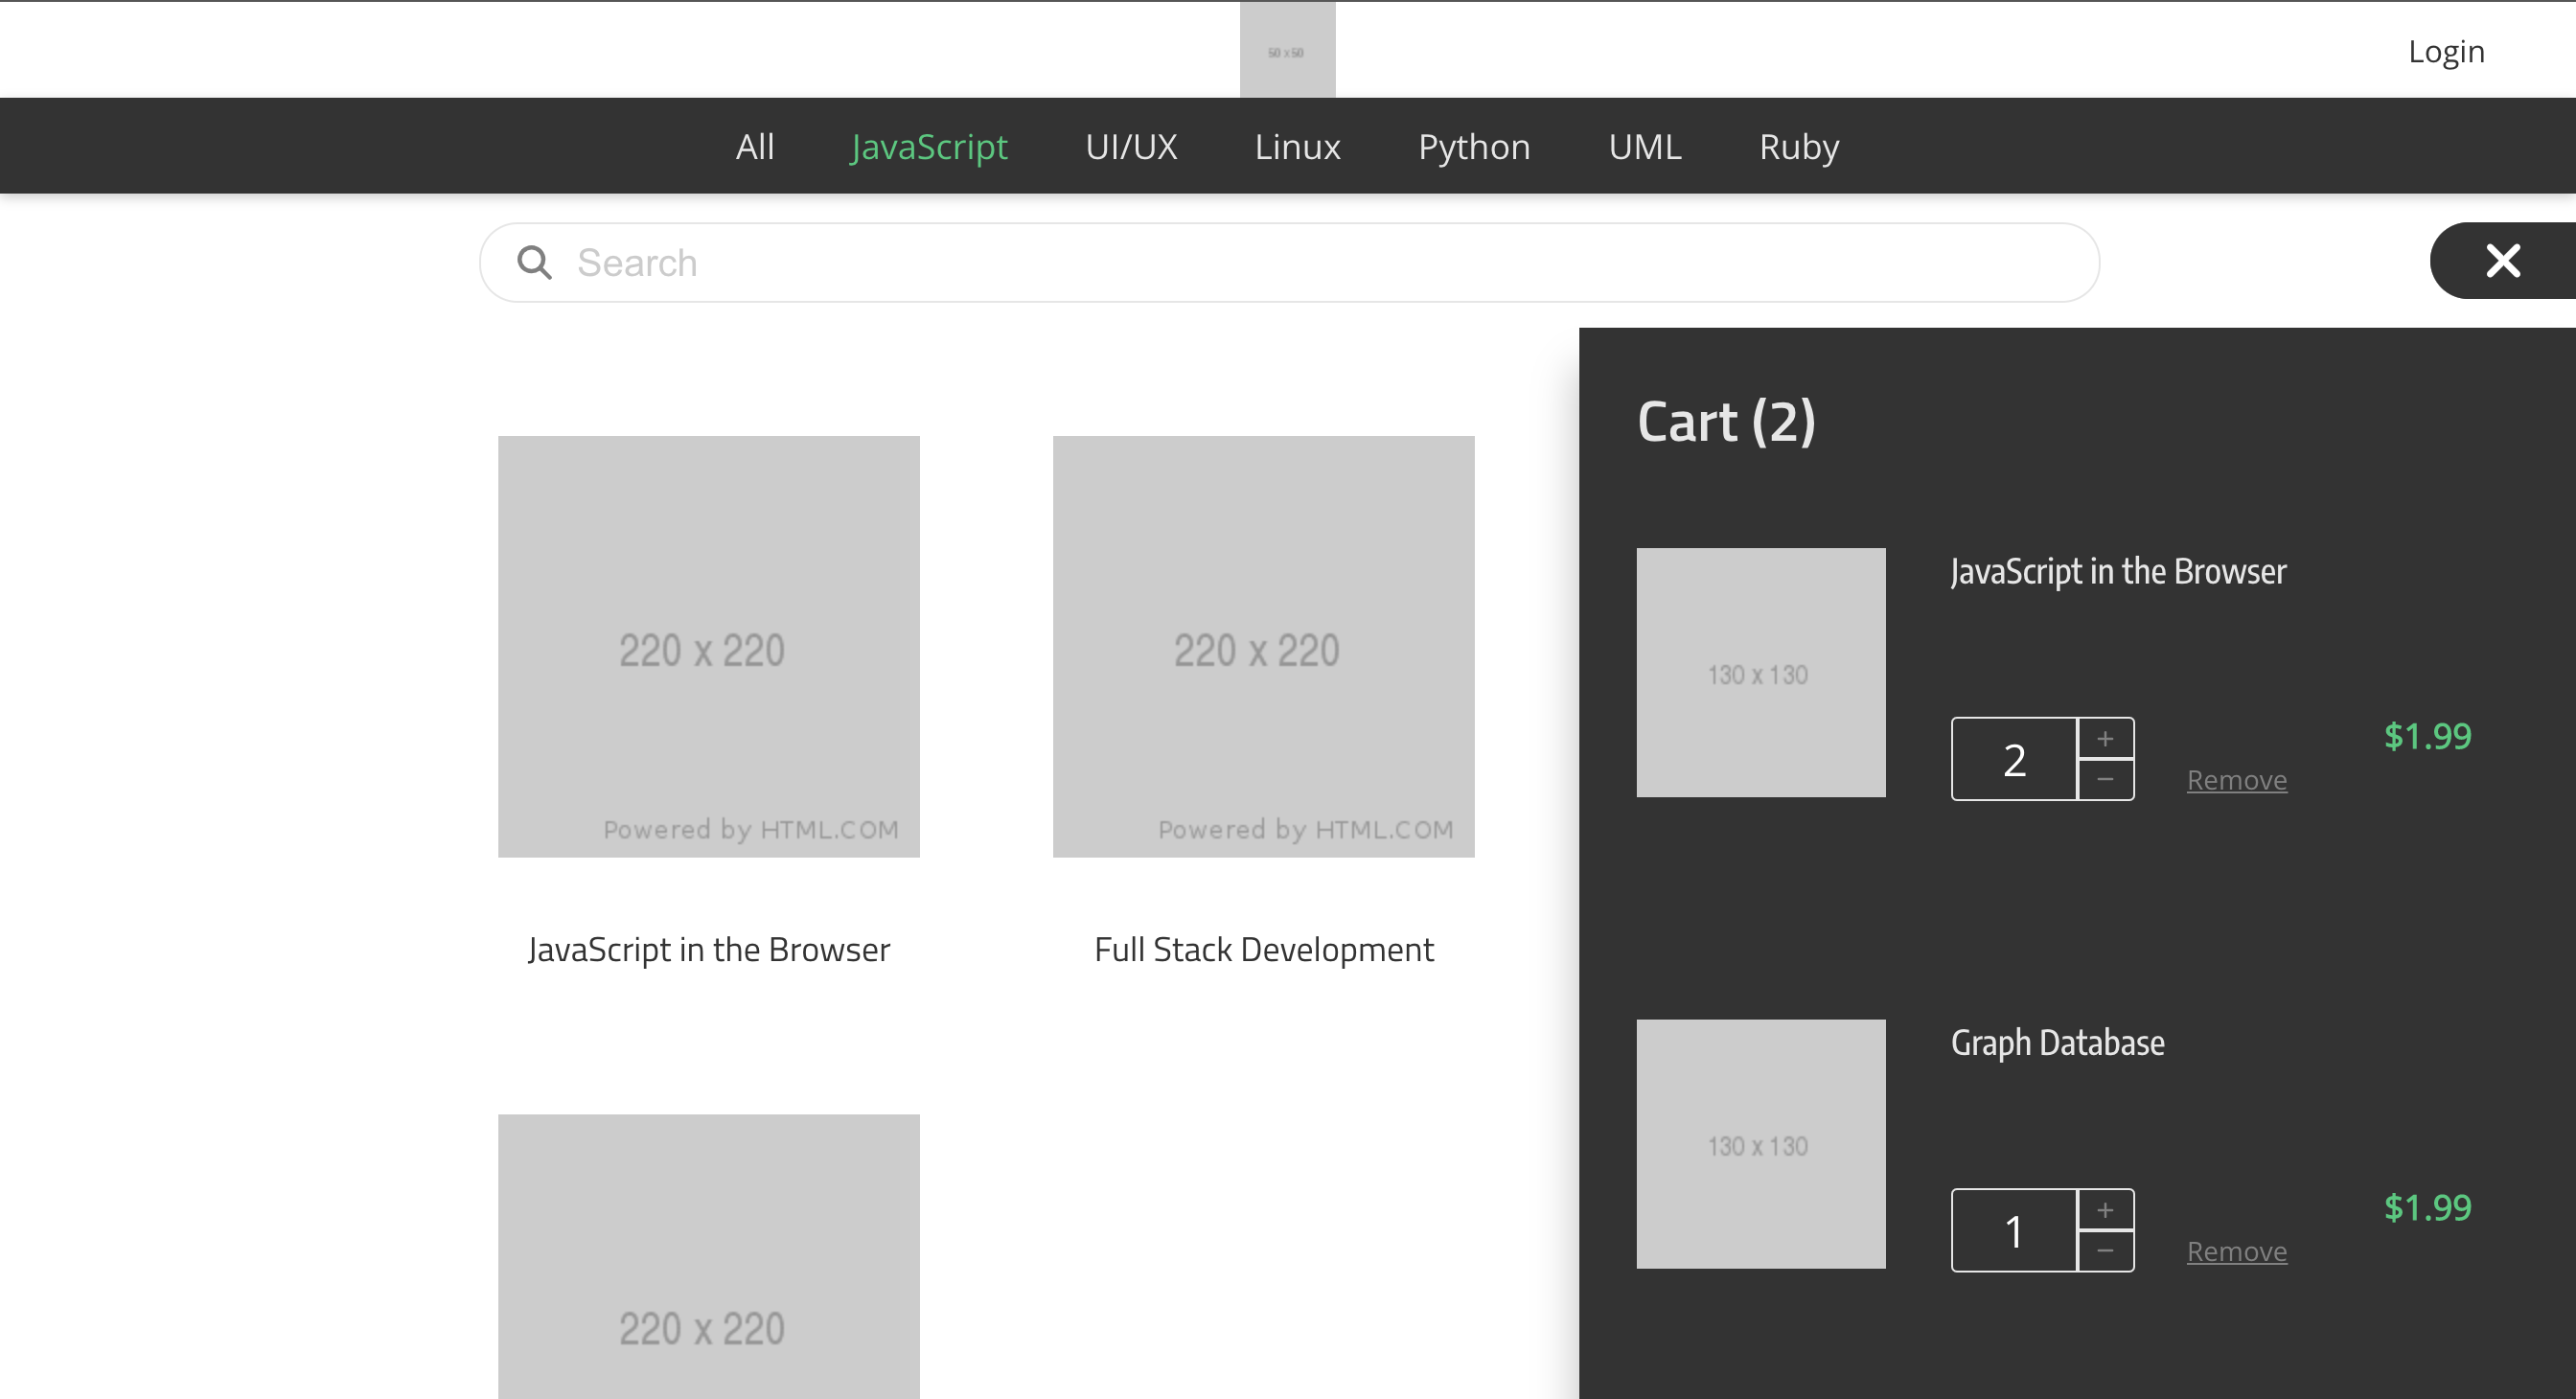 50 x 50
Login
All JavaScript UI/UX Linux Python UML Ruby
Search
Cart (2)
220 x 220
Powered by HTML.COM
JavaScript in the Browser
220 x 220
Powered by HTML.COM
Full Stack Development
220 x 220
130 x 130
JavaScript in the Browser
2
+
−
Remove
$1.99
130 x 130
Graph Database
1
+
−
Remove
$1.99